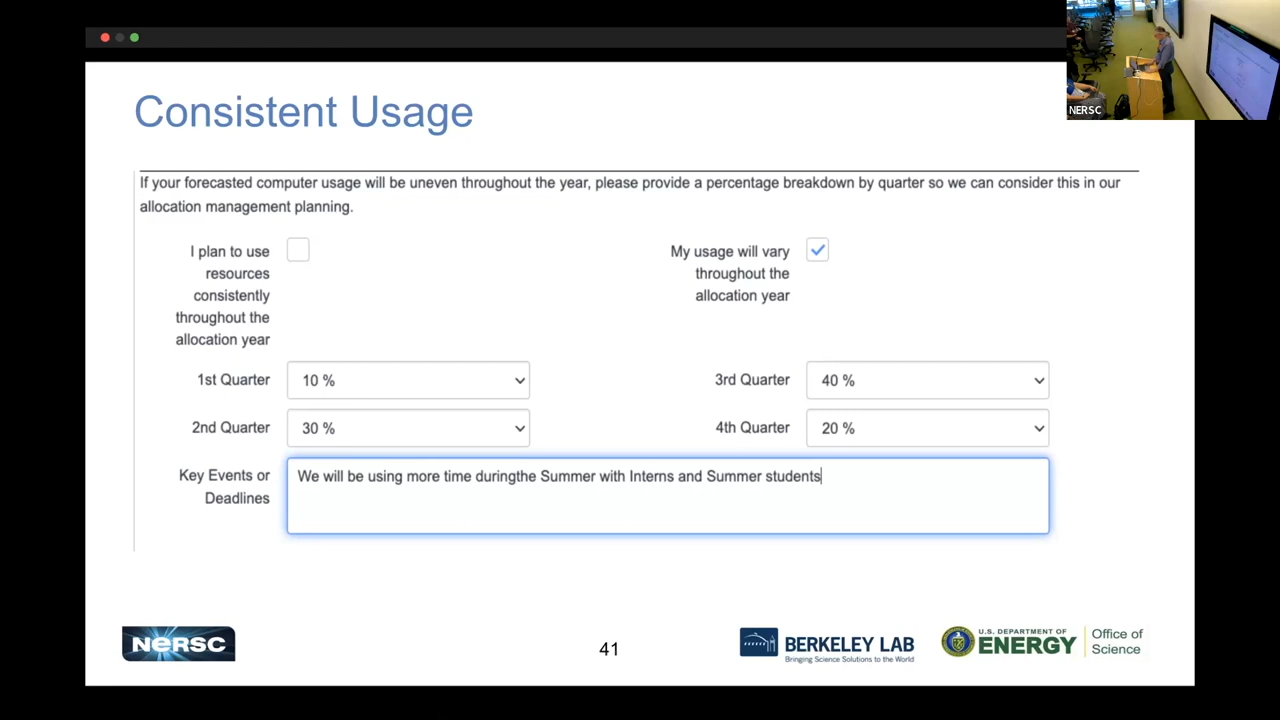 NERSC
Consistent Usage
If your forecasted computer usage will be uneven throughout the year, please provide a percentage breakdown by quarter so we can consider this in our
allocation management planning.
I plan to use
resources
consistently
throughout the
allocation year
My usage will vary
throughout the
allocation year
1st Quarter
10 %
3rd Quarter
40 %
2nd Quarter
30 %
4th Quarter
20 %
Key Events or
Deadlines
We will be using more time duringthe Summer with Interns and Summer students
NERSC
41
BERKELEY LAB
Bringing Science Solutions to the World
U.S. DEPARTMENT OF
ENERGY
Office of
Science